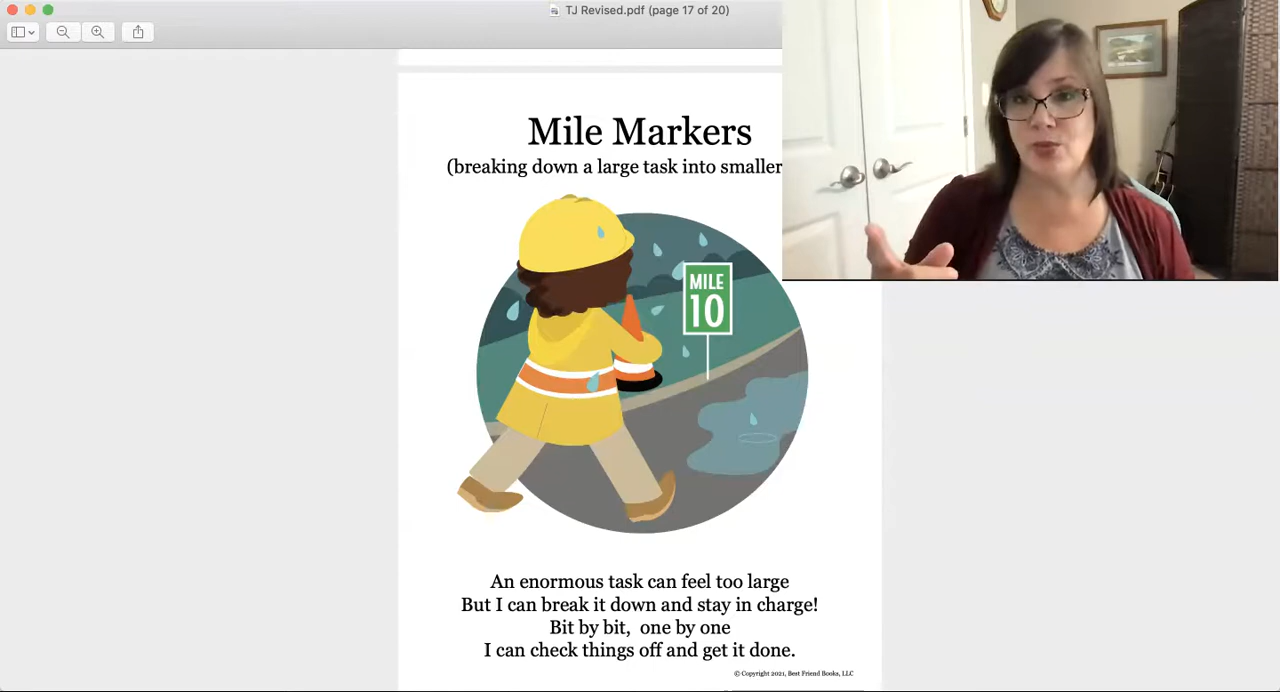 TJ Revised.pdf (page 17 of 20)
Mile Markers
(breaking down a large task into smaller
MILE
10
An enormous task can feel too large
But I can break it down and stay in charge!
Bit by bit, one by one
I can check things off and get it done.
© Copyright 2021, Best Friend Books, LLC